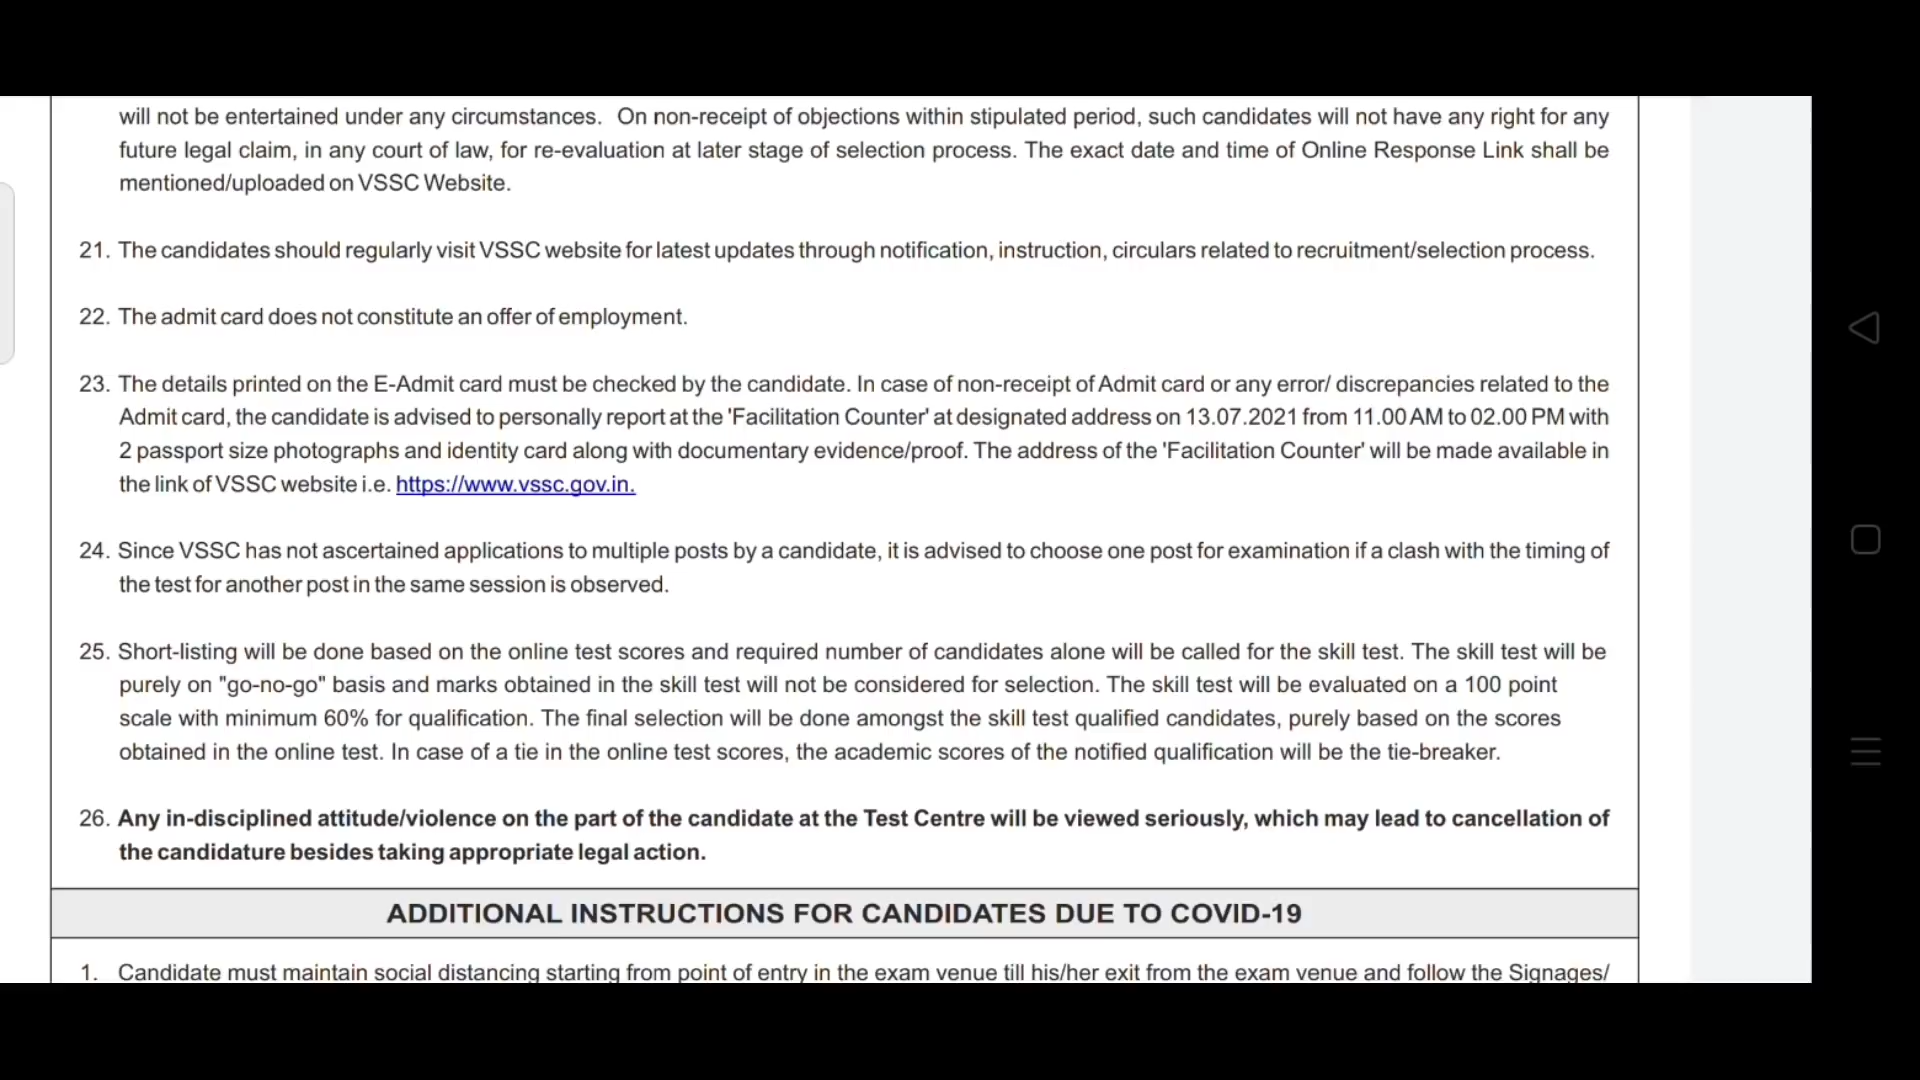 will not be entertained under any circumstances. On non-receipt of objections within stipulated period, such candidates will not have any right for any
future legal claim, in any court of law, for re-evaluation at later stage of selection process. The exact date and time of Online Response Link shall be
mentioned/uploaded on VSSC Website.
21. The candidates should regularly visit VSSC website for latest updates through notification, instruction, circulars related to recruitment/selection process.
22. The admit card does not constitute an offer of employment.
23. The details printed on the E-Admit card must be checked by the candidate. In case of non-receipt of Admit card or any error/ discrepancies related to the
Admit card, the candidate is advised to personally report at the 'Facilitation Counter' at designated address on 13.07.2021 from 11.00 AM to 02.00 PM with
2 passport size photographs and identity card along with documentary evidence/proof. The address of the 'Facilitation Counter' will be made available in
the link of VSSC website i.e. https://www.vssc.gov.in.
24. Since VSSC has not ascertained applications to multiple posts by a candidate, it is advised to choose one post for examination if a clash with the timing of
the test for another post in the same session is observed.
25. Short-listing will be done based on the online test scores and required number of candidates alone will be called for the skill test. The skill test will be
purely on "go-no-go" basis and marks obtained in the skill test will not be considered for selection. The skill test will be evaluated on a 100 point
scale with minimum 60% for qualification. The final selection will be done amongst the skill test qualified candidates, purely based on the scores
obtained in the online test. In case of a tie in the online test scores, the academic scores of the notified qualification will be the tie-breaker.
26. Any in-disciplined attitude/violence on the part of the candidate at the Test Centre will be viewed seriously, which may lead to cancellation of
the candidature besides taking appropriate legal action.
ADDITIONAL INSTRUCTIONS FOR CANDIDATES DUE TO COVID-19
1. Candidate must maintain social distancing starting from point of entry in the exam venue till his/her exit from the exam venue and follow the Signages/